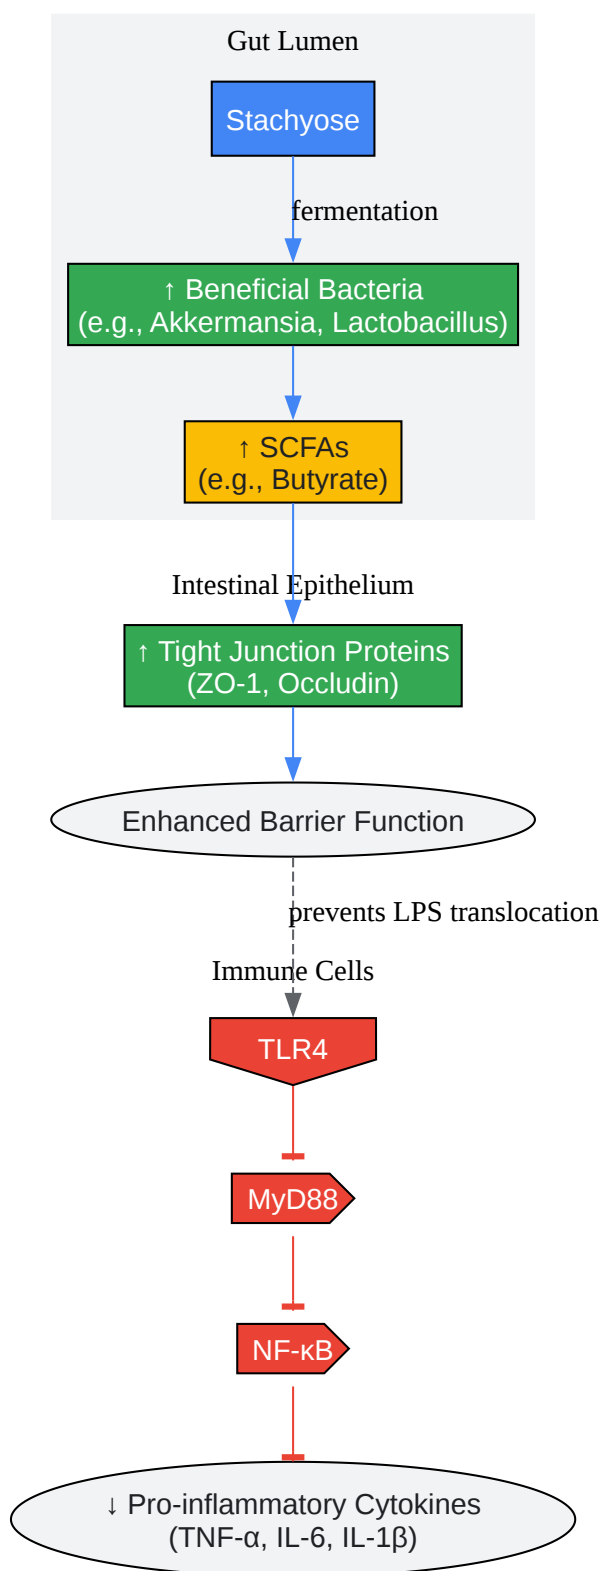 Gut Lumen
Stachyose
fermentation
↑ Beneficial Bacteria
(e.g., Akkermansia, Lactobacillus)
↑ SCFAs
(e.g., Butyrate)
Intestinal Epithelium
↑ Tight Junction Proteins
(ZO-1, Occludin)
Enhanced Barrier Function
prevents LPS translocation
Immune Cells
TLR4
MyD88
NF-κB
↓ Pro-inflammatory Cytokines
(TNF-α, IL-6, IL-1β)